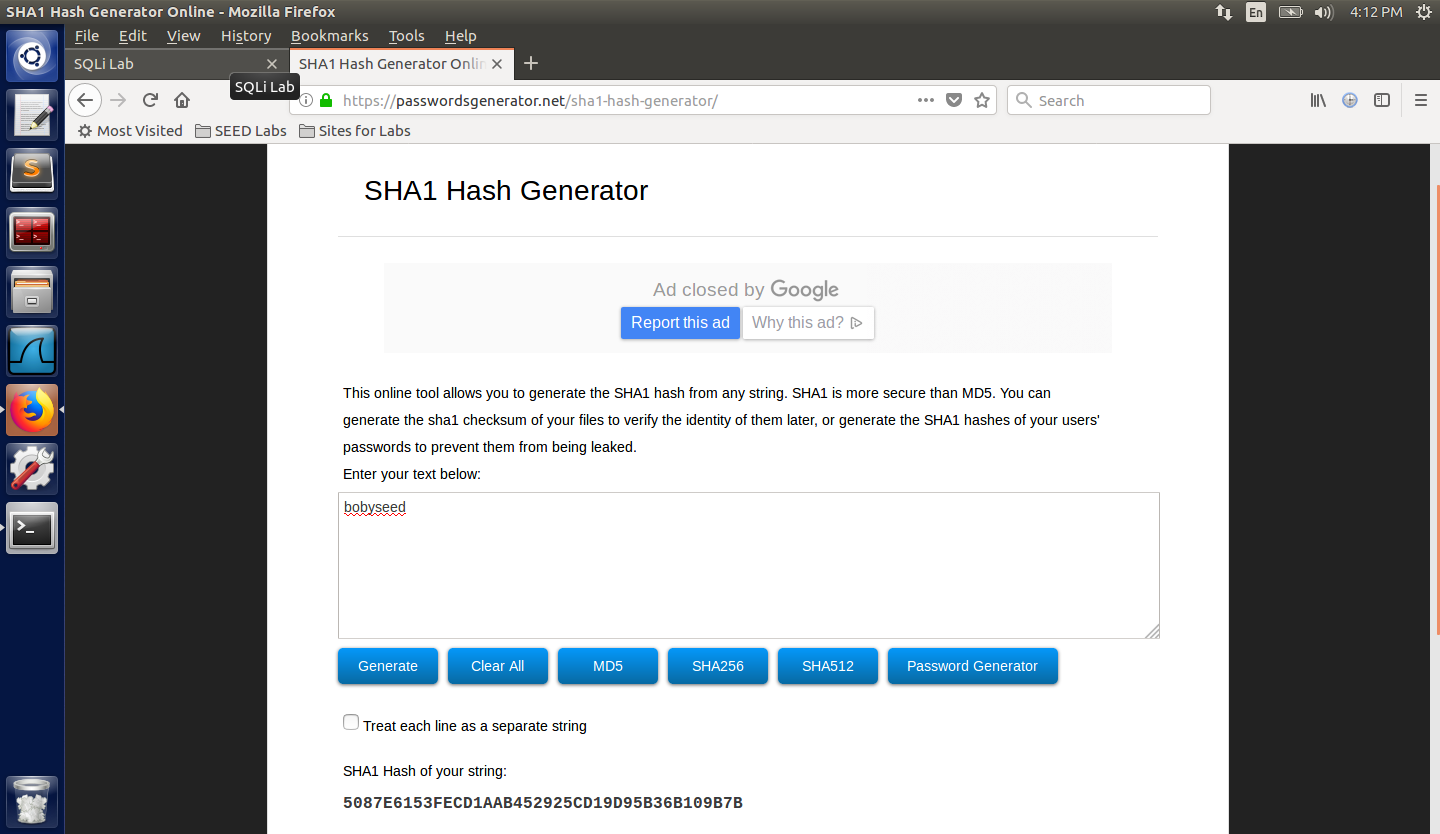 SHA1 Hash Generator Online - Mozilla Firefox
En
4:12 PM
File Edit View History Bookmarks Tools Help
SQLi Lab
SHA1 Hash Generator Onlin
SQLi Lab
https://passwordsgenerator.net/sha1-hash-generator/
Search
Most Visited SEED Labs Sites for Labs
SHA1 Hash Generator
Ad closed by Google
Report this ad Why this ad?
This online tool allows you to generate the SHA1 hash from any string. SHA1 is more secure than MD5. You can
generate the sha1 checksum of your files to verify the identity of them later, or generate the SHA1 hashes of your users'
passwords to prevent them from being leaked.
Enter your text below:
bobyseed
Generate Clear All MD5 SHA256 SHA512 Password Generator
Treat each line as a separate string
SHA1 Hash of your string:
5087E6153FECD1AAB452925CD19D95B36B109B7B